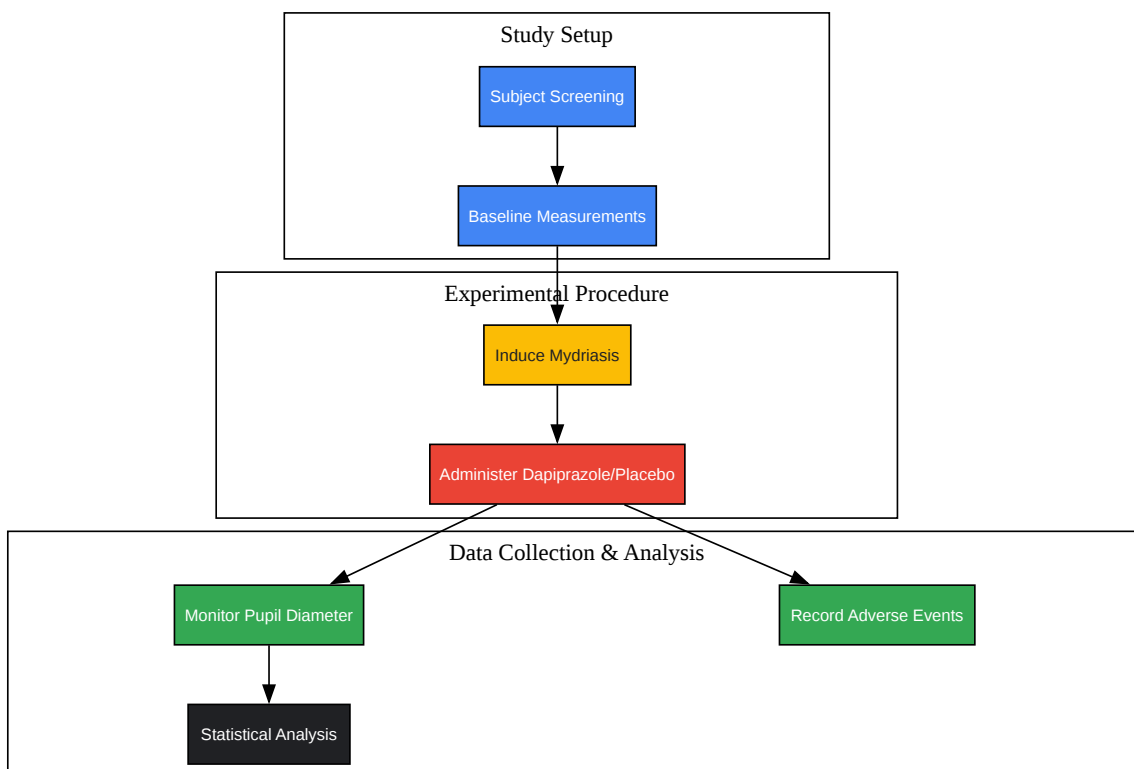 Study Setup
Subject Screening
Baseline Measurements
Experimental Procedure
Induce Mydriasis
Administer Dapiprazole/Placebo
Data Collection & Analysis
Monitor Pupil Diameter
Record Adverse Events
Statistical Analysis